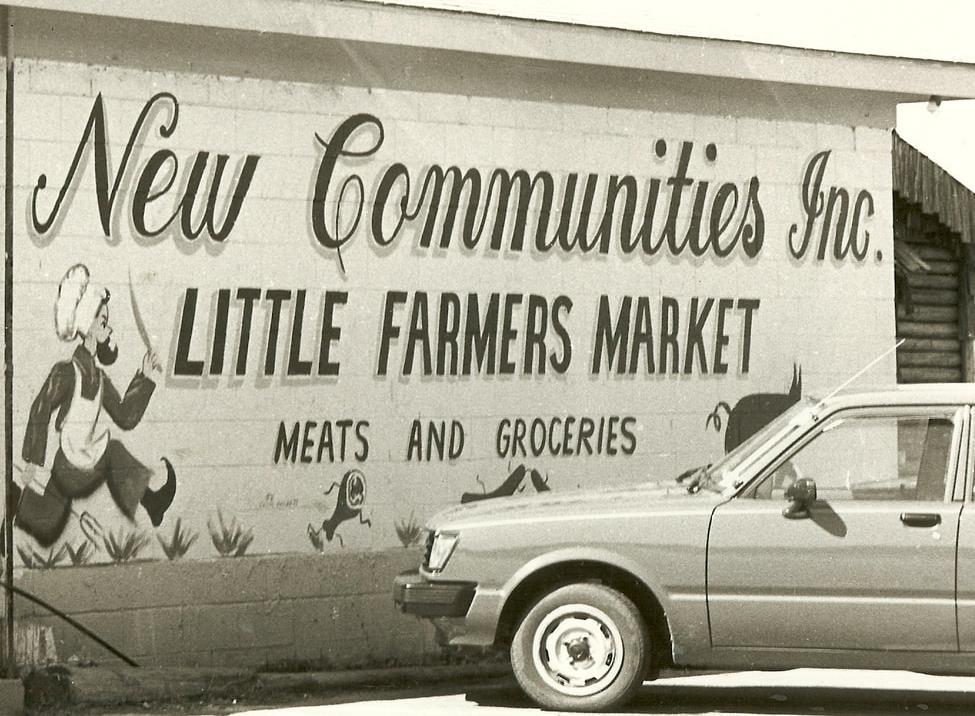 New Communities Inc.
LITTLE FARMERS MARKET
MEATS AND GROCERIES